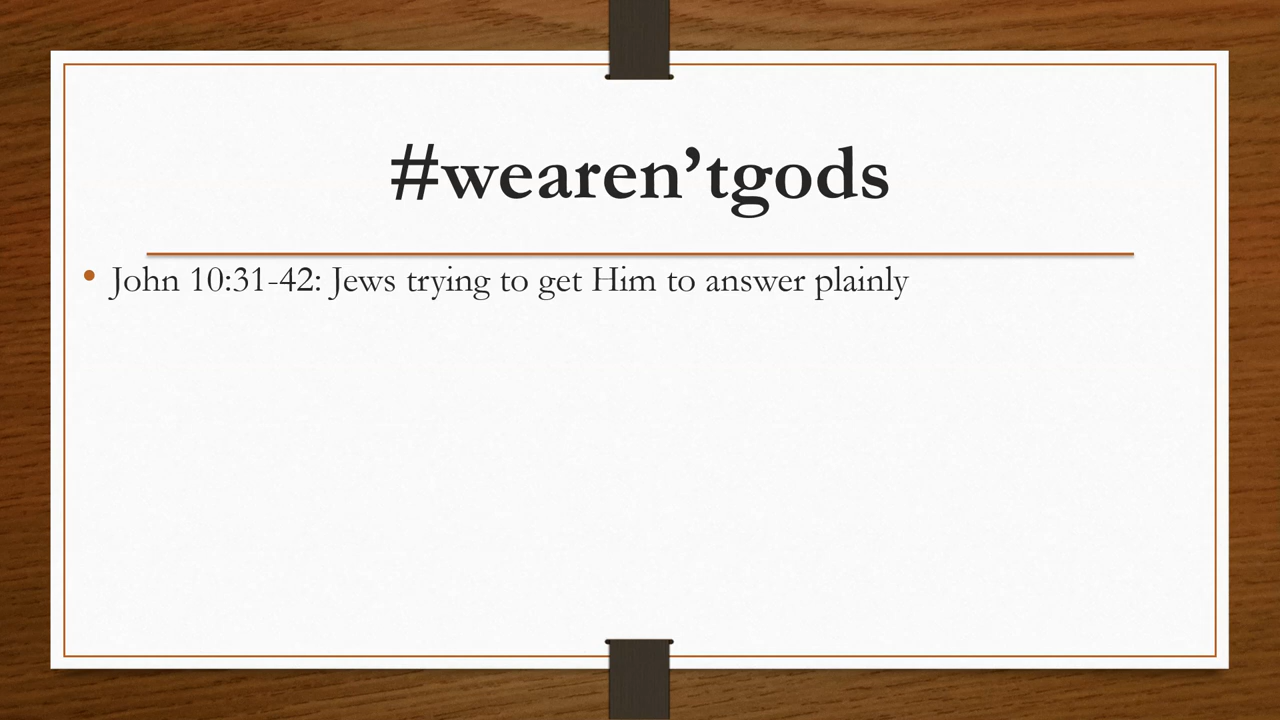 #wearen’tgods
• John 10:31-42: Jews trying to get Him to answer plainly